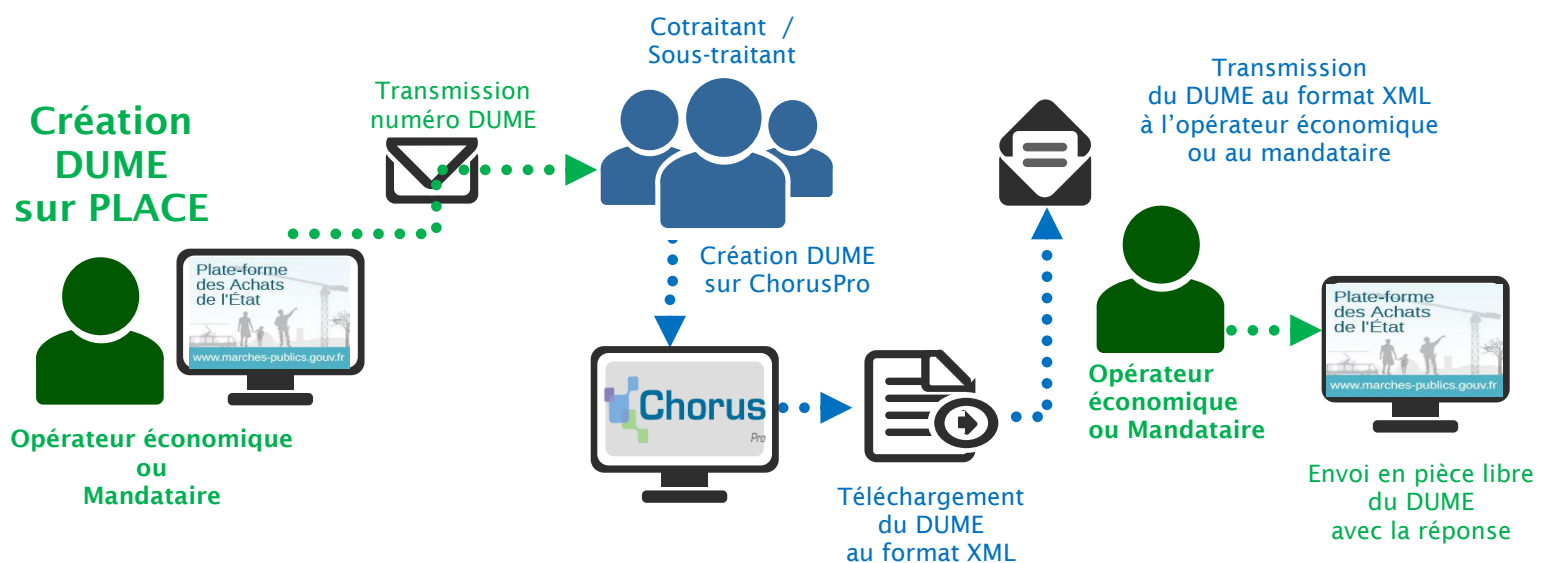 Création
DUME
sur PLACE
Opérateur économique
ou
Mandataire
Plate-forme
des Achats
de l'État
www.marches-publics.gouv.fr
Transmission
numéro DUME
Cotraitant /
Sous-traitant
Création DUME
sur ChorusPro
Chorus
Pro
Téléchargement
du DUME
au format XML
Transmission
du DUME au format XML
à l’opérateur économique
ou au mandataire
Opérateur
économique
ou Mandataire
Plate-forme
des Achats
de l'État
www.marches-publics.gouv.fr
Envoi en pièce libre
du DUME
avec la réponse